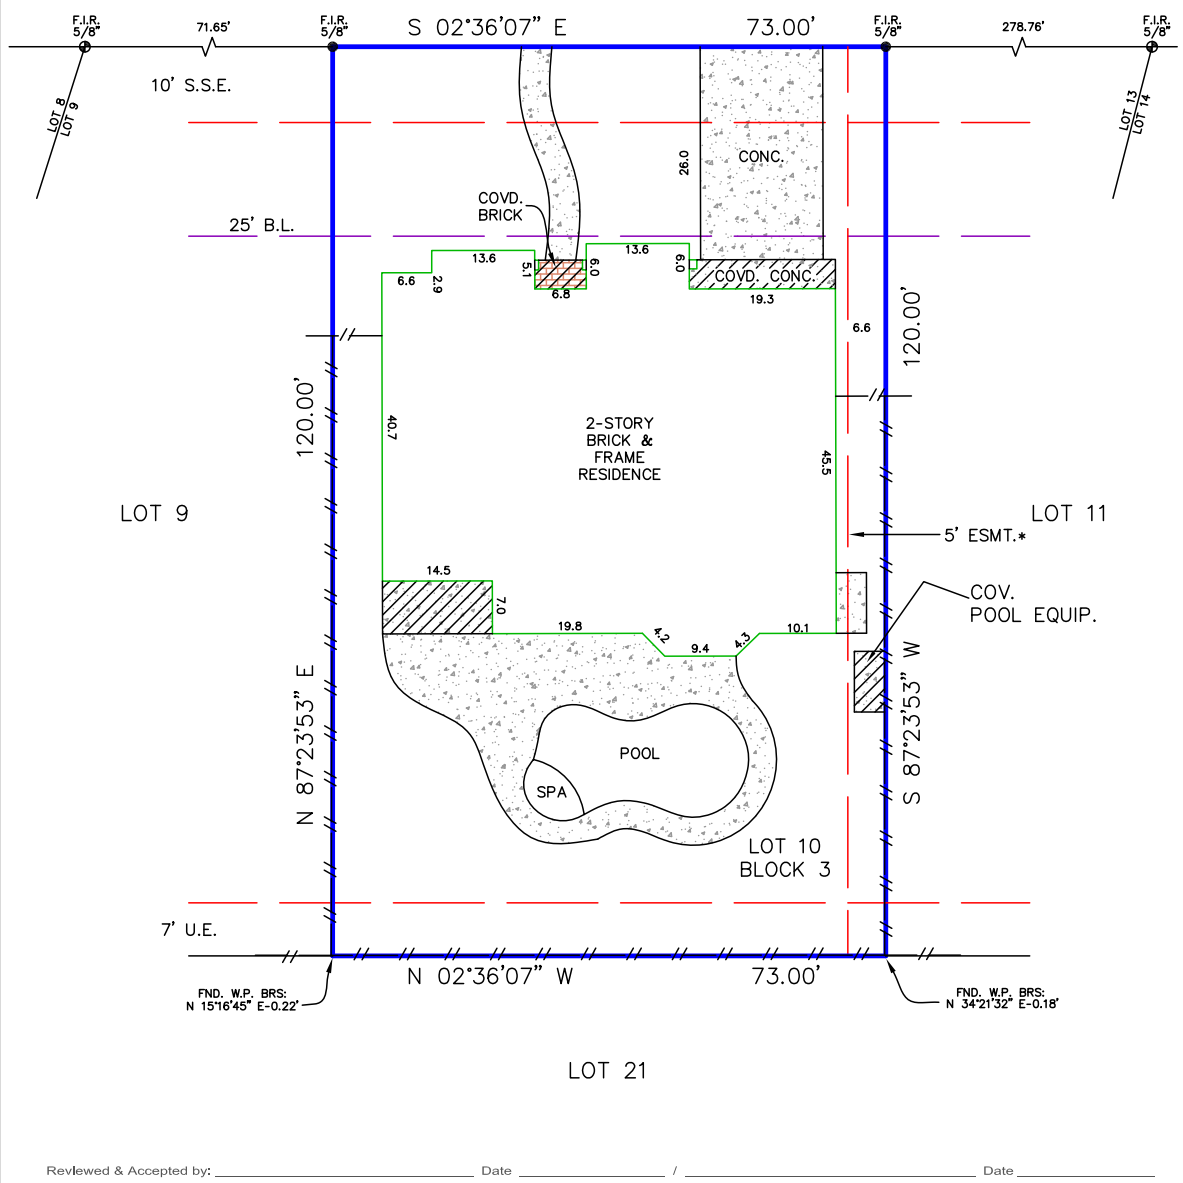 F.I.R.
5/8"
71.65'
F.I.R.
5/8"
S 02°36'07" E
73.00'
F.I.R.
5/8"
278.76'
F.I.R.
5/8"
10' S.S.E.
LOT 8
LOT 9
LOT 13
LOT 14
26.0
CONC.
COVD.
BRICK
25' B.L.
13.6
13.6
6.6
2.9
5.1
6.8
6.0
6.0
COVD. CONC.
19.3
6.6
120.00'
120.00'
40.7
2-STORY
BRICK &
FRAME
RESIDENCE
45.5
LOT 9
LOT 11
5' ESMT.*
14.5
7.0
COV.
POOL EQUIP.
19.8
4.2
9.4
4.3
10.1
N 87°23'53" E
S 87°23'53" W
POOL
SPA
LOT 10
BLOCK 3
7' U.E.
N 02°36'07" W
73.00'
FND. W.P. BRS:
N 15°16'45" E-0.22'
FND. W.P. BRS:
N 34°21'32" E-0.18'
LOT 21
Reviewed & Accepted by: ____ Date ____ / ____ Date ____